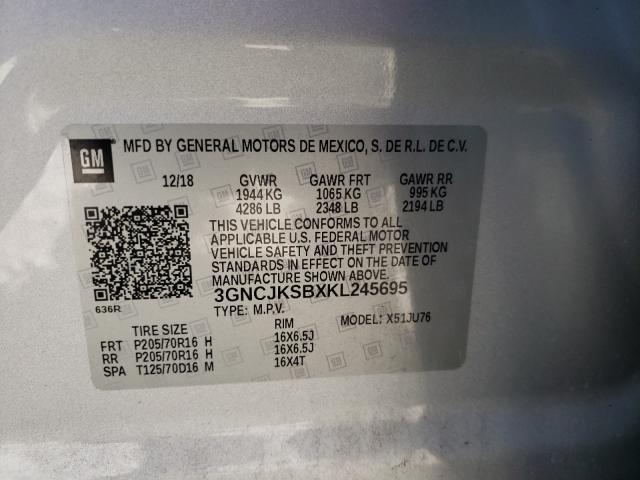 GM
MFD BY GENERAL MOTORS DE MEXICO, S. DE R.L. DE C.V.
12/18 GVWR GAWR FRT GAWR RR
1944 KG 1065 KG 995 KG
4286 LB 2348 LB 2194 LB
THIS VEHICLE CONFORMS TO ALL
APPLICABLE U.S. FEDERAL MOTOR
VEHICLE SAFETY AND THEFT PREVENTION
STANDARDS IN EFFECT ON THE DATE OF
MANUFACTURE SHOWN ABOVE.
3GNCJKSBXKL245695
636R TYPE: M.P.V. MODEL: X51JU76
TIRE SIZE RIM
FRT P205/70R16 H 16X6.5J
RR P205/70R16 H 16X6.5J
SPA T125/70D16 M 16X4T